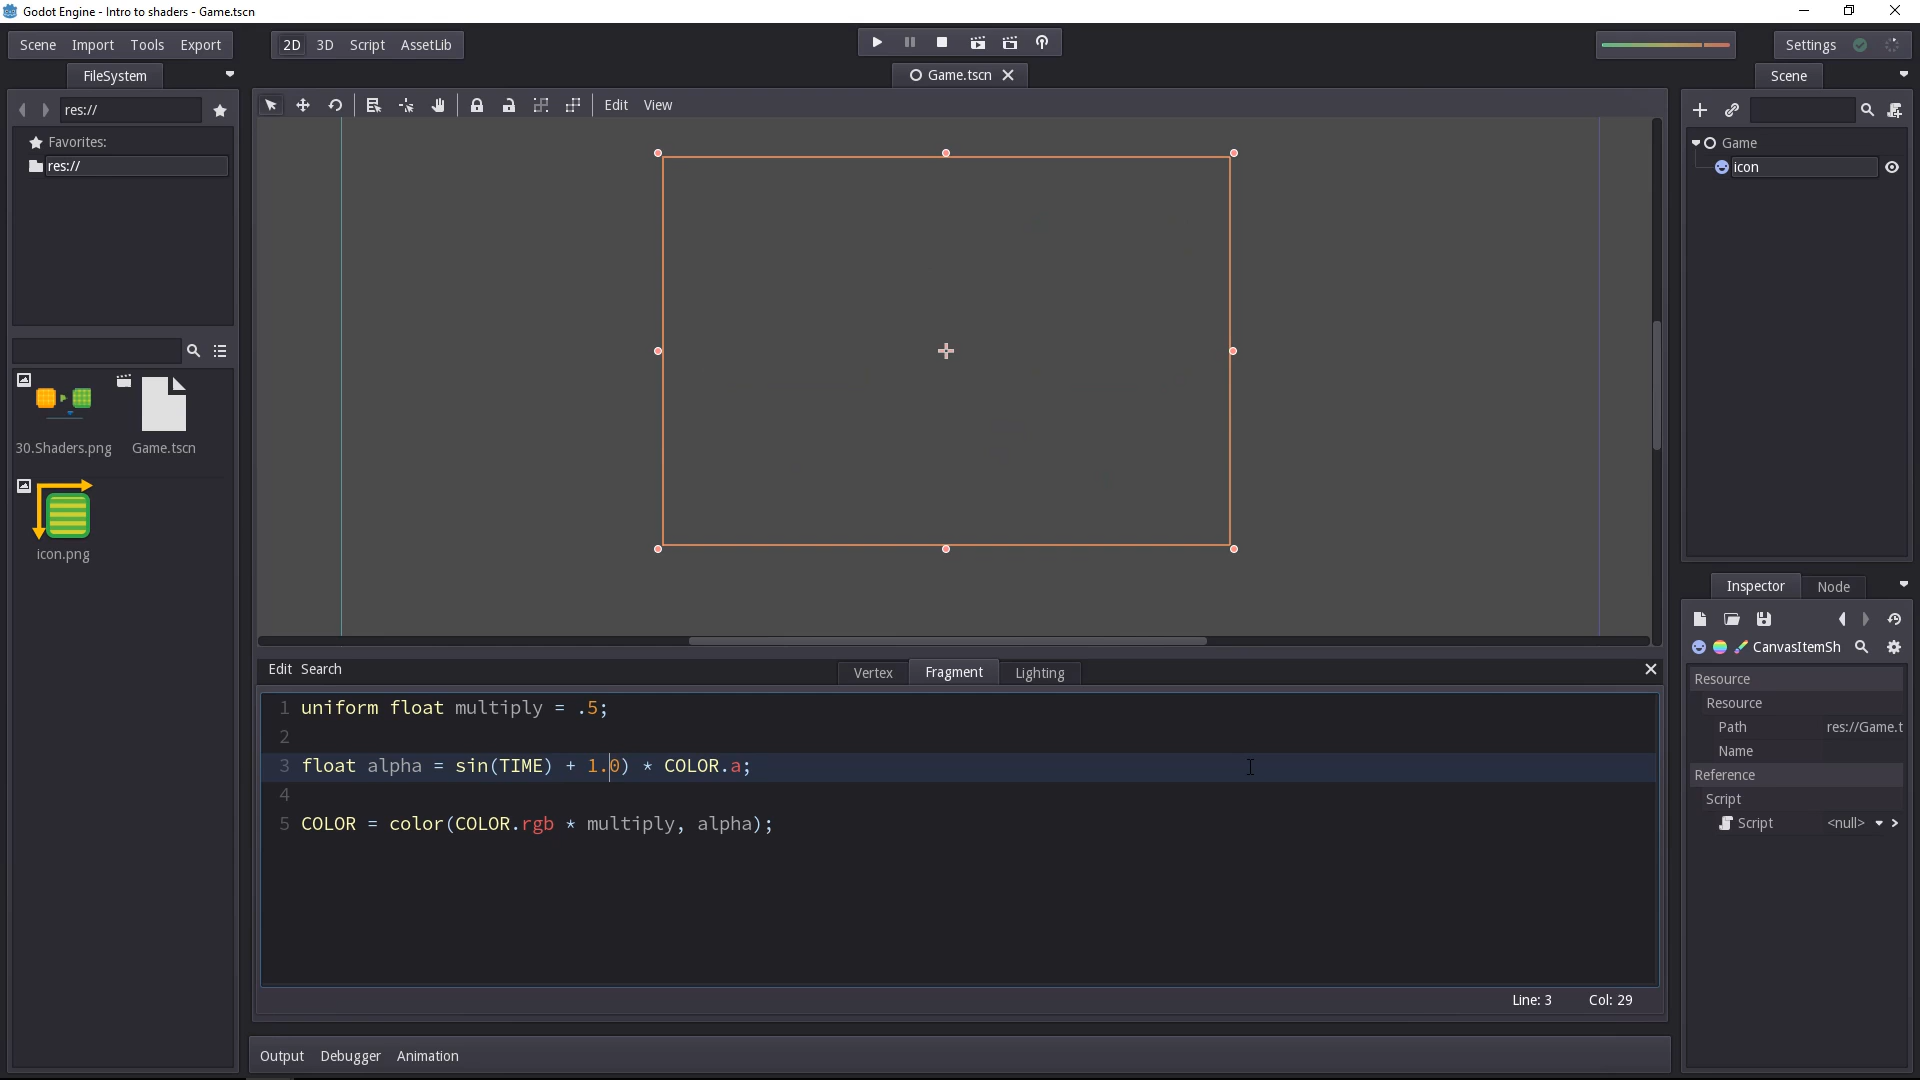 Godot Engine - Intro to shaders - Game.tscn
Scene Import Tools Export
2D 3D Script AssetLib
Settings
FileSystem
Game.tscn
Scene
res://
Edit View
Favorites:
res://
Game
icon
30.Shaders.png
Game.tscn
icon.png
Inspector
Node
CanvasItemSh
Resource
Resource
Path res://Game.t
Name
Reference
Script
Script <null>
Edit Search
Vertex
Fragment
Lighting
1 uniform float multiply = .5;
2
3 float alpha = sin(TIME) + 1.0) * COLOR.a;
4
5 COLOR = color(COLOR.rgb * multiply, alpha);
Line: 3 Col: 29
Output Debugger Animation